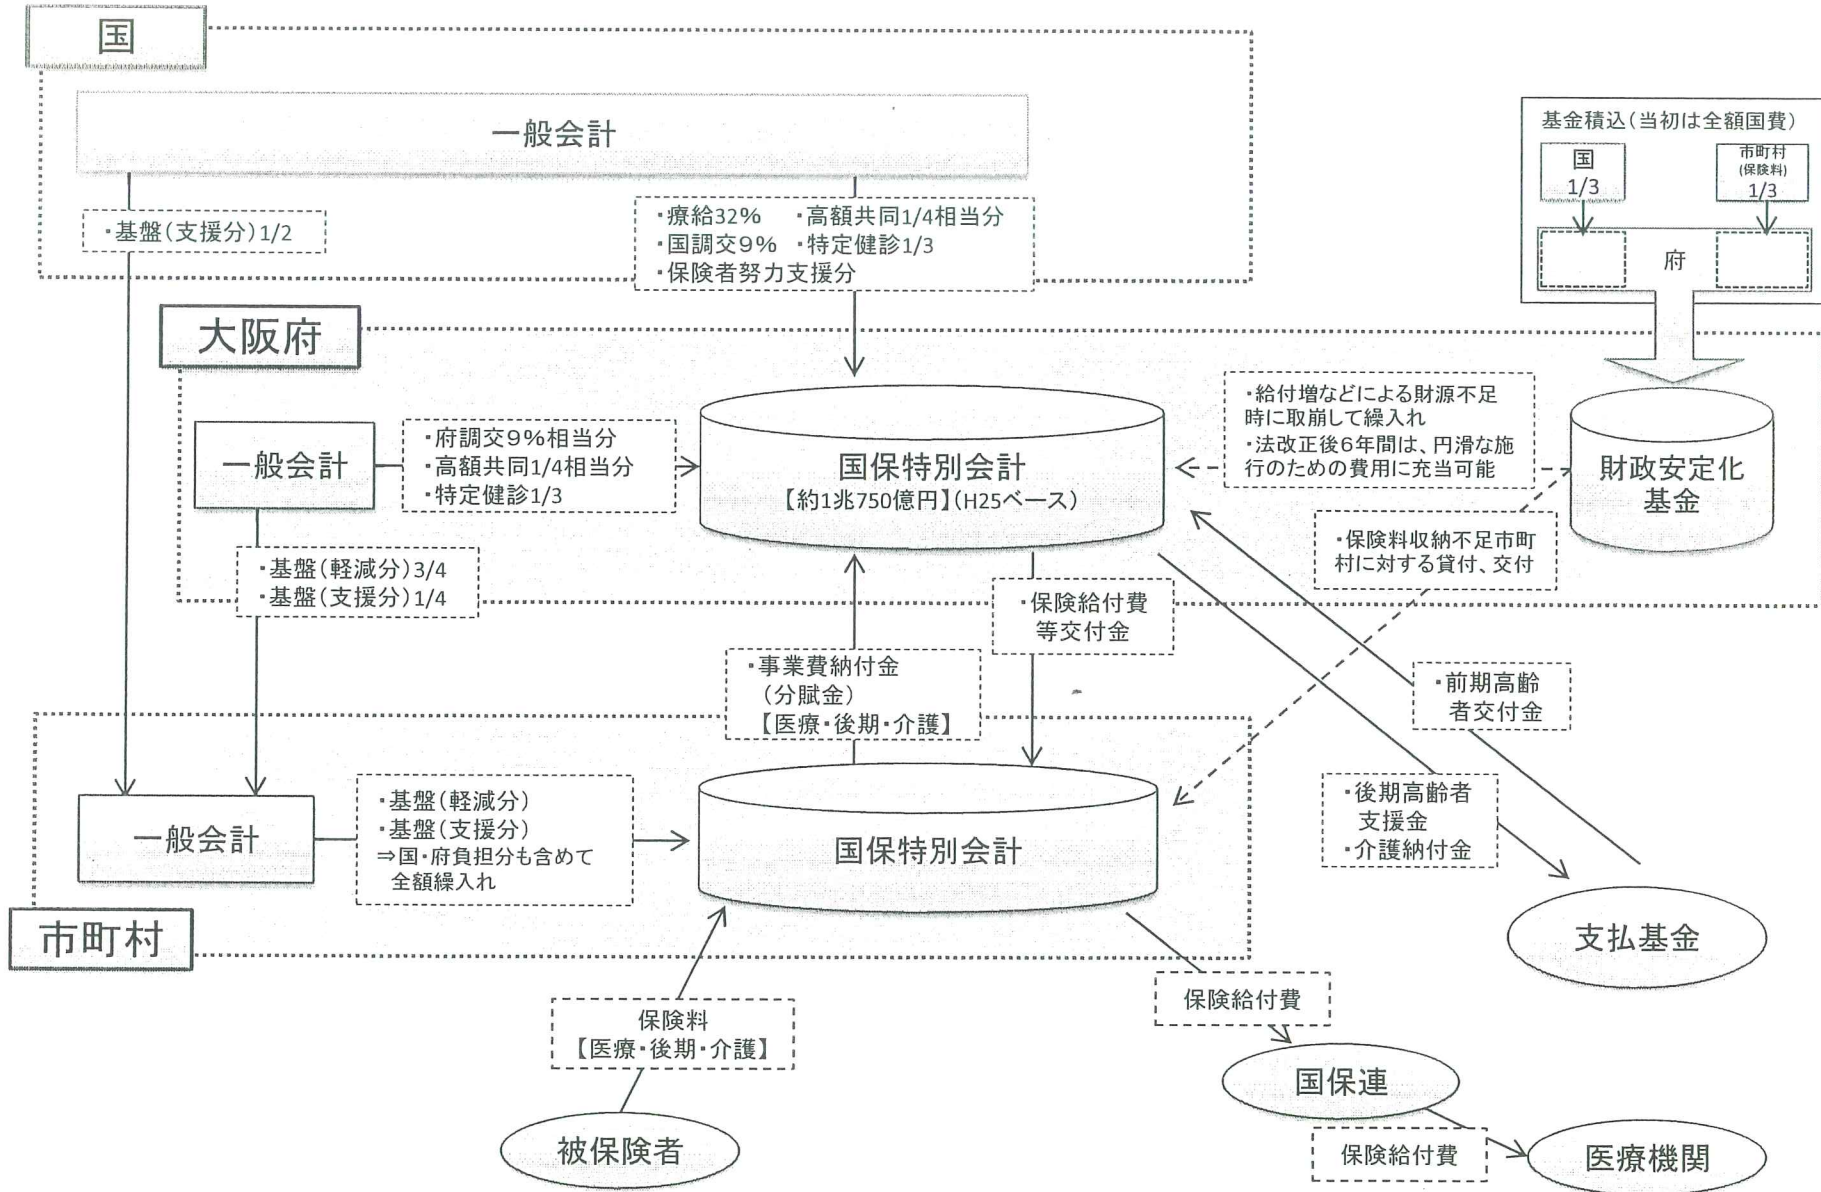 国
一般会計
・基盤(支援分)1/2
・療給32%　・高額共同1/4相当分
・国調交9%　・特定健診1/3
・保険者努力支援分
基金積込(当初は全額国費)
国
1/3
市町村
(保険料)
1/3
府
大阪府
一般会計
・府調交9%相当分
・高額共同1/4相当分
・特定健診1/3
国保特別会計
【約1兆750億円】(H25ベース)
・給付増などによる財源不足
時に取崩して繰入れ
・法改正後6年間は、円滑な施
行のための費用に充当可能
財政安定化
基金
・保険料収納不足市町
村に対する貸付、交付
・基盤(軽減分)3/4
・基盤(支援分)1/4
・保険給付費
等交付金
・事業費納付金
(分賦金)
【医療・後期・介護】
・前期高齢
者交付金
・後期高齢者
支援金
・介護納付金
一般会計
・基盤(軽減分)
・基盤(支援分)
⇒国・府負担分も含めて
全額繰入れ
国保特別会計
市町村
支払基金
保険料
【医療・後期・介護】
保険給付費
国保連
被保険者
保険給付費
医療機関